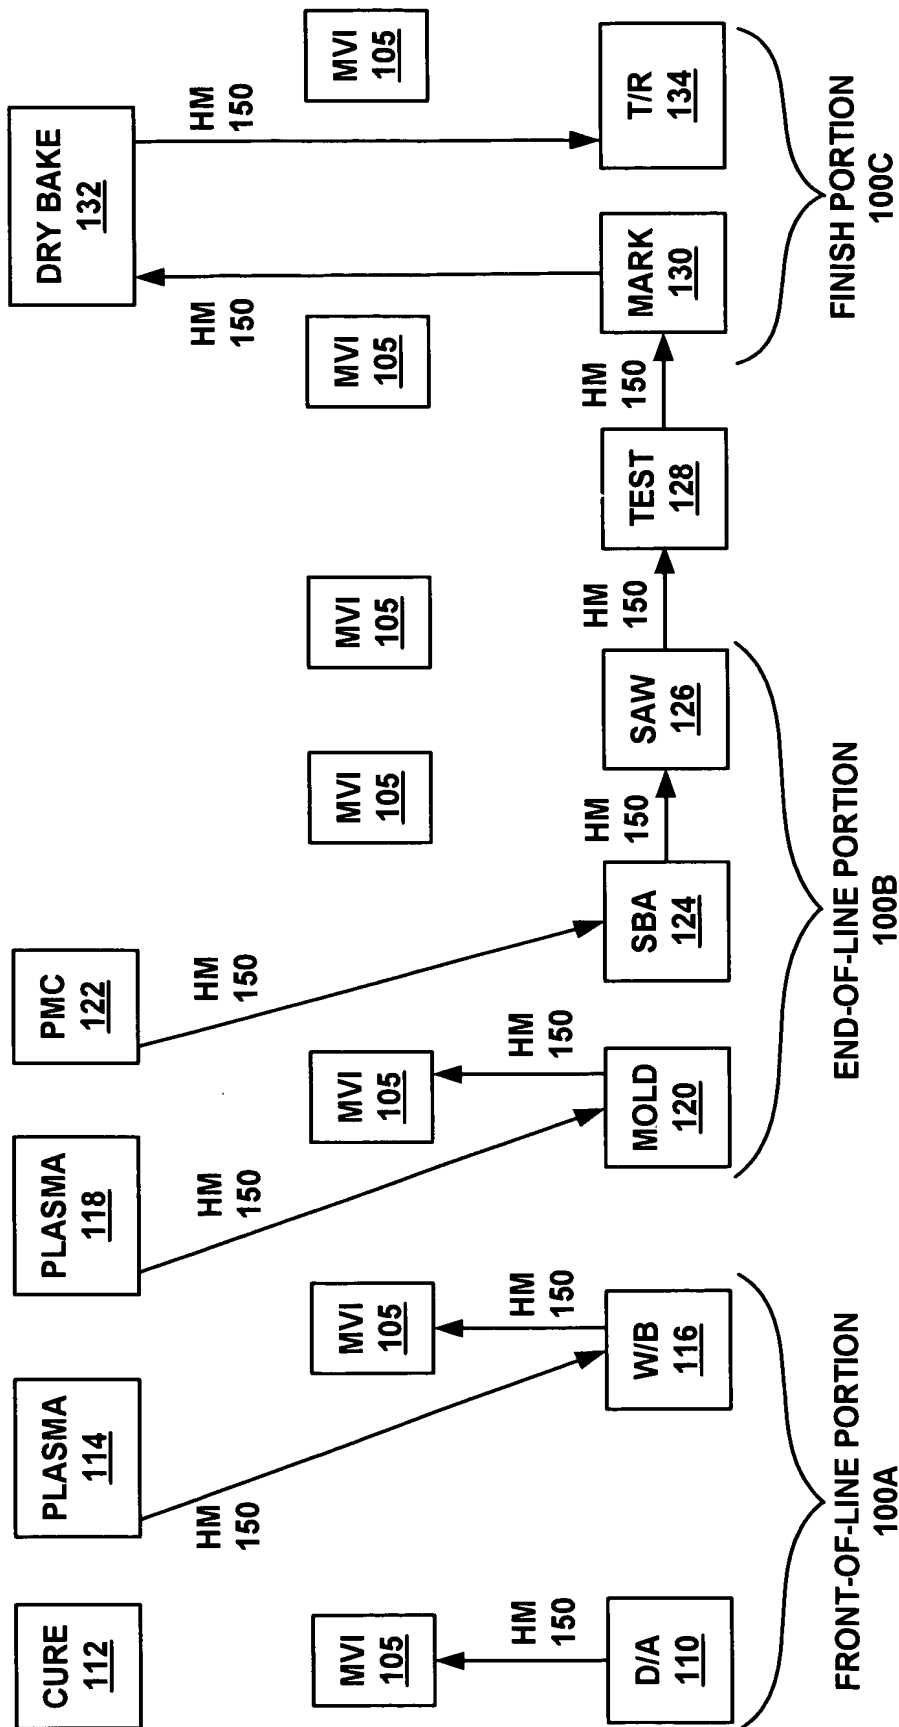 CURE
112
PLASMA
114
PLASMA
118
PMC
122
DRY BAKE
132
HM
150
HM
150
HM
150
HM
150
HM
150
MVI
105
MVI
105
MVI
105
MVI
105
MVI
105
MVI
105
MVI
105
HM
150
HM
150
HM
150
HM
150
HM
150
HM
150
D/A
110
W/B
116
MOLD
120
SBA
124
SAW
126
TEST
128
MARK
130
T/R
134
FRONT-OF-LINE PORTION
100A
END-OF-LINE PORTION
100B
FINISH PORTION
100C